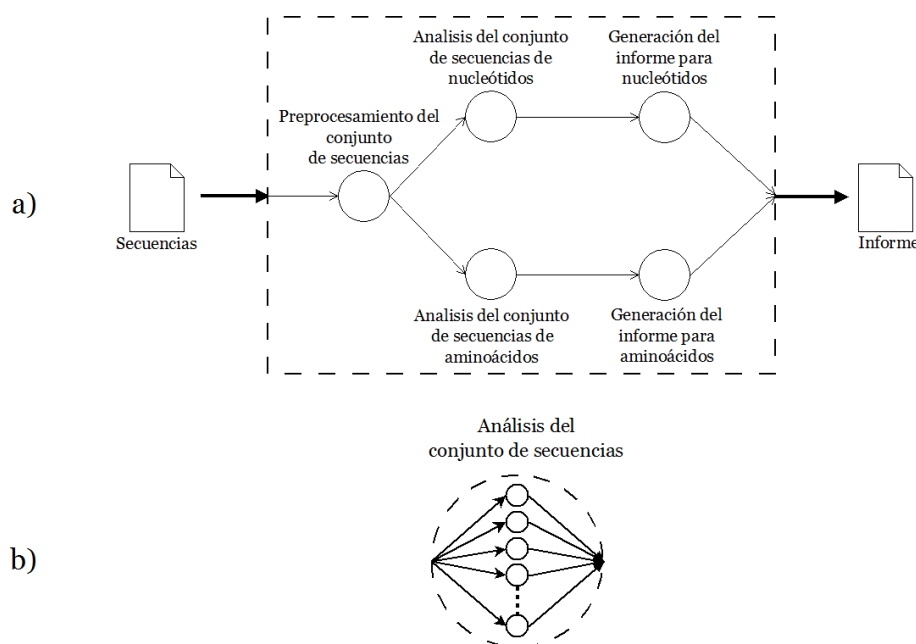 Analisis del conjunto
de secuencias de
nucleótidos
Generación del
informe para
nucleótidos
Preprocesamiento del
conjunto
de secuencias
a)
Secuencias
Informe
Analisis del conjunto
de secuencias de
aminoácidos
Generación del
informe para
aminoácidos
Análisis del
conjunto de secuencias
b)